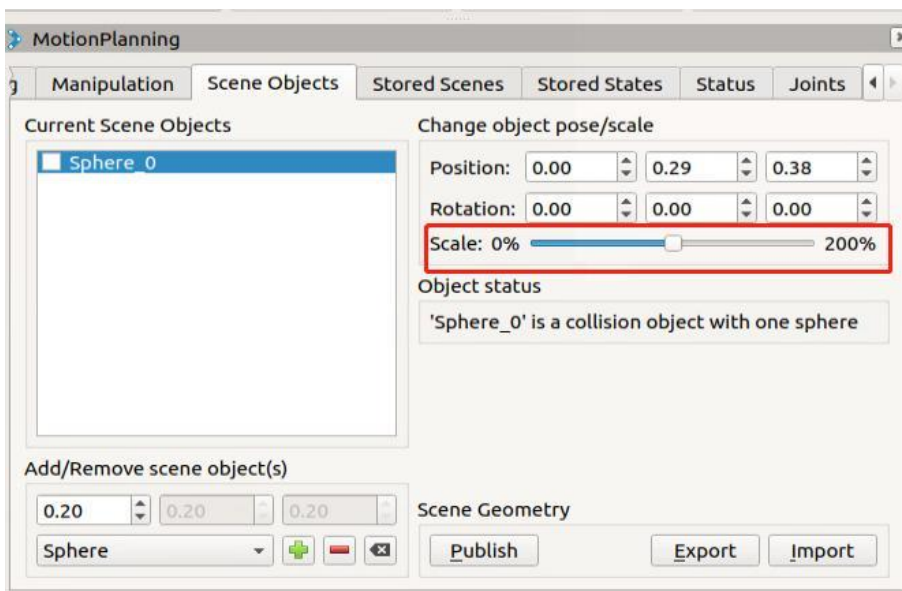 MotionPlanning
Manipulation Scene Objects Stored Scenes Stored States Status Joints
Current Scene Objects
Sphere_0
Change object pose/scale
Position: 0.00 0.29 0.38
Rotation: 0.00 0.00 0.00
Scale: 0% 200%
Object status
'Sphere_0' is a collision object with one sphere
Add/Remove scene object(s)
0.20 0.20 0.20
Sphere
Scene Geometry
Publish Export Import